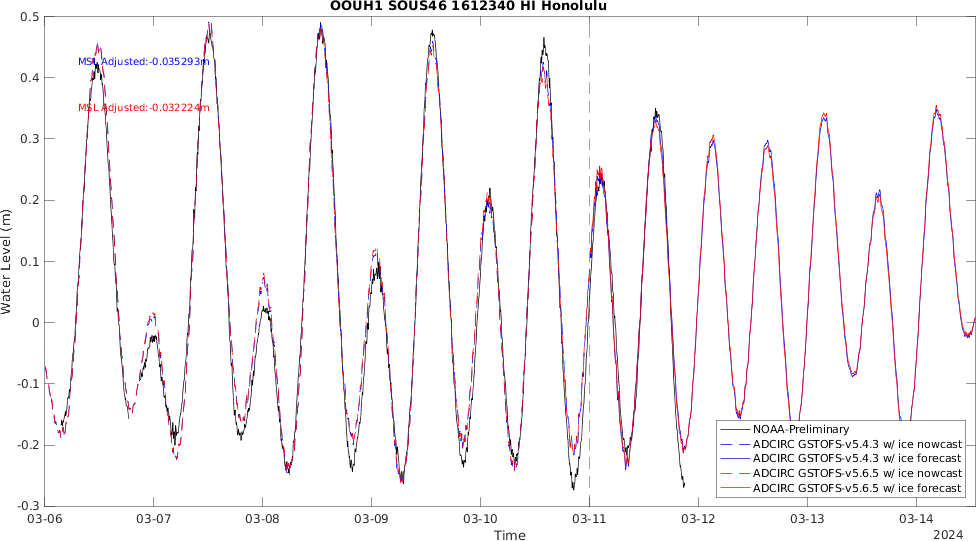 OOUH1 SOUS46 1612340 HI Honolulu
0.5
MSL Adjusted:-0.035293m
0.4
MSL Adjusted:-0.032224m
0.3
0.2
0.1
0
-0.1
-0.2
-0.3
Water Level (m)
NOAA-Preliminary
ADCIRC GSTOFS-v5.4.3 w/ ice nowcast
ADCIRC GSTOFS-v5.4.3 w/ ice forecast
ADCIRC GSTOFS-v5.6.5 w/ ice nowcast
ADCIRC GSTOFS-v5.6.5 w/ ice forecast
03-06 03-07 03-08 03-09 03-10 03-11 03-12 03-13 03-14
Time
2024